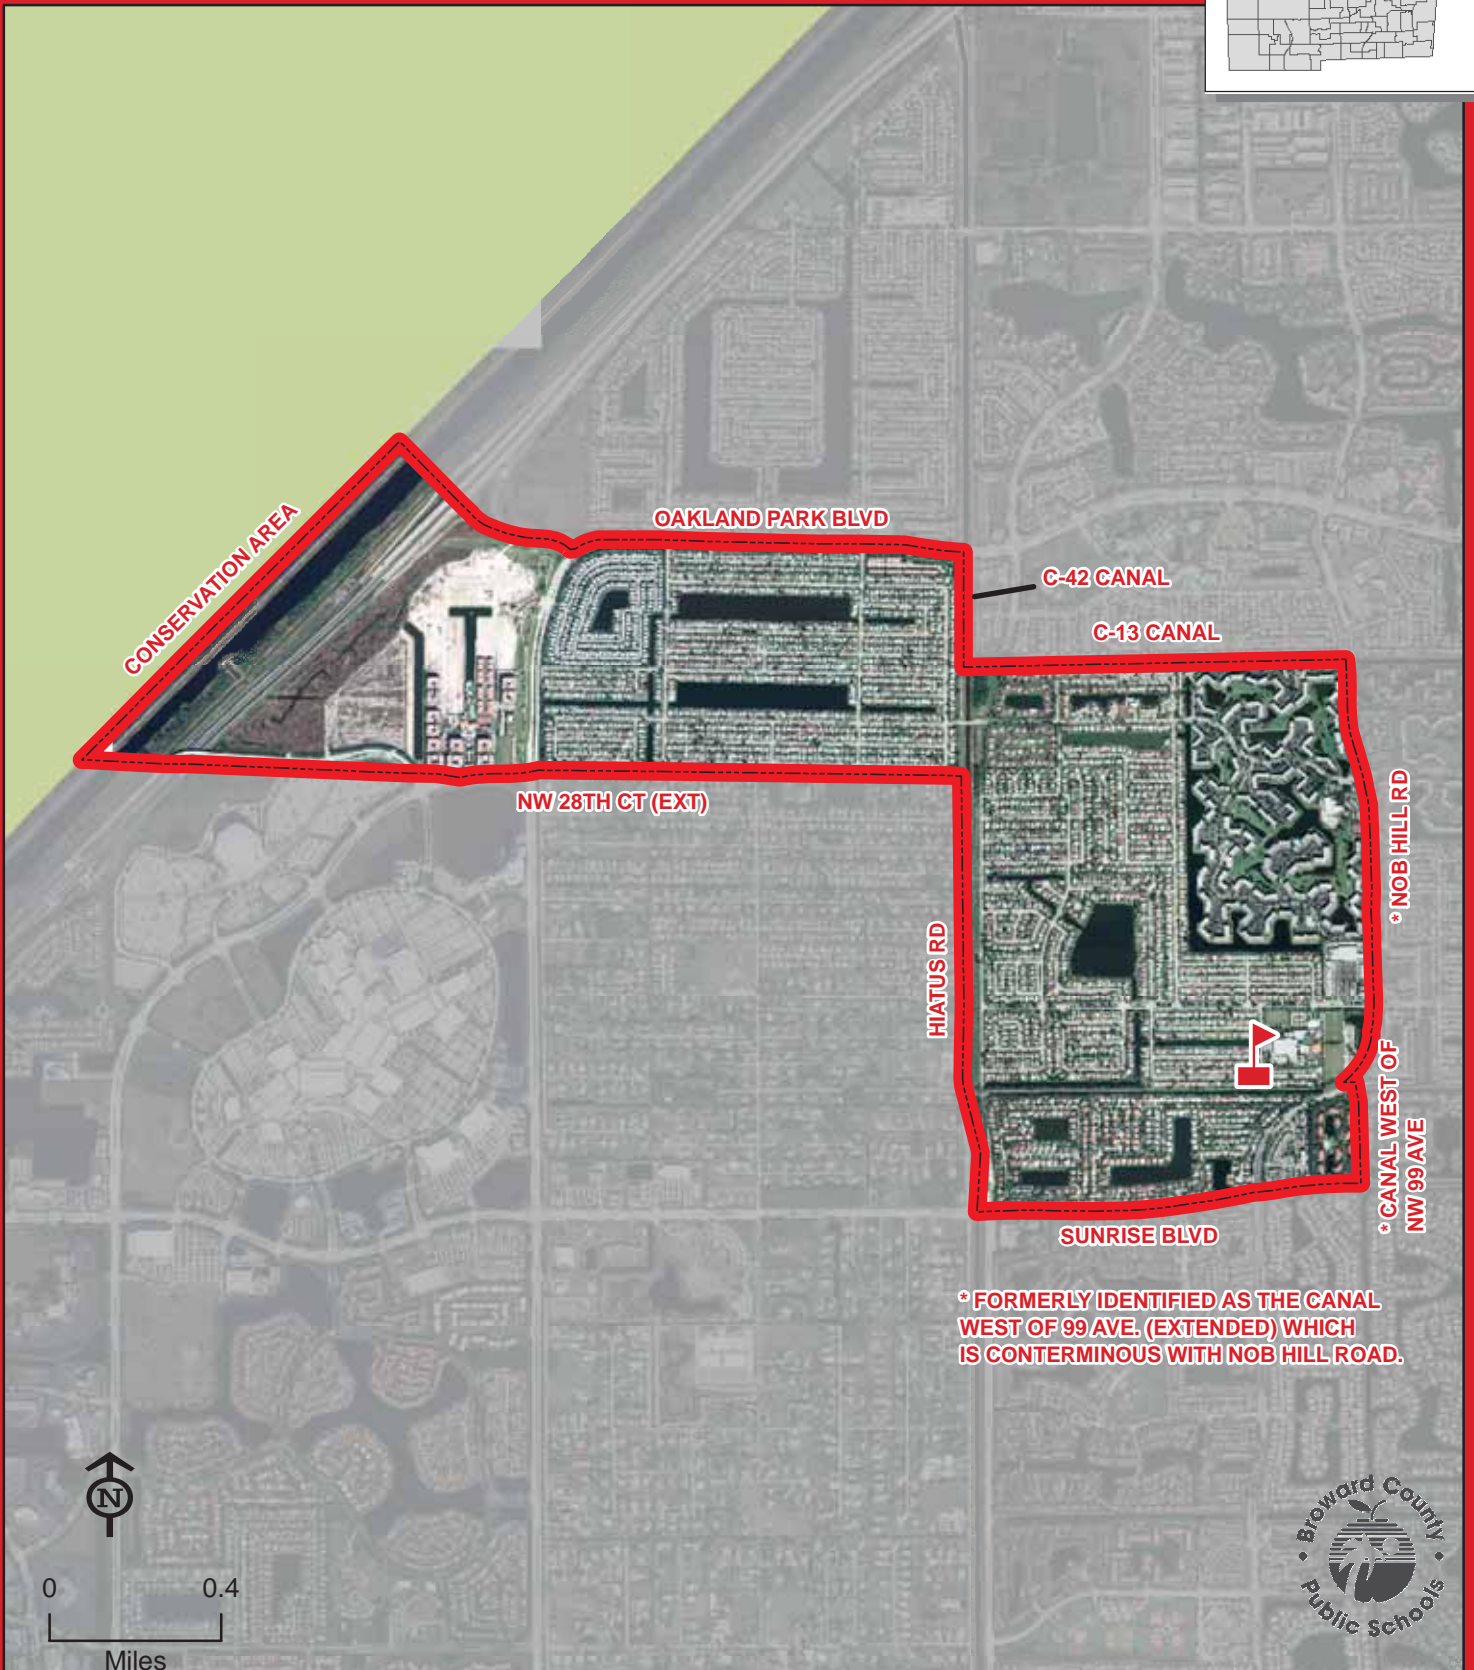 CONSERVATION AREA
OAKLAND PARK BLVD
C-42 CANAL
C-13 CANAL
NW 28TH CT (EXT)
* NOB HILL RD
HIATUS RD
* CANAL WEST OF
NW 99 AVE
SUNRISE BLVD
* FORMERLY IDENTIFIED AS THE CANAL
WEST OF 99 AVE. (EXTENDED) WHICH
IS CONTERMINOUS WITH NOB HILL ROAD.
N
0 0.4
Miles
Broward County
Public Schools